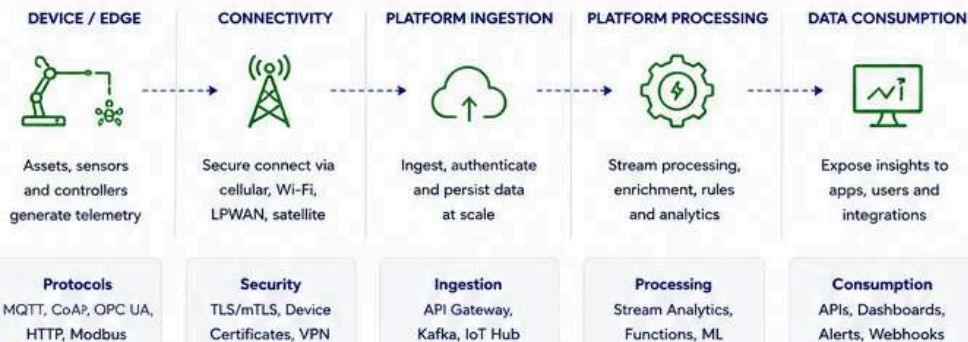 DEVICE / EDGE
CONNECTIVITY
PLATFORM INGESTION
PLATFORM PROCESSING
DATA CONSUMPTION
Assets, sensors
and controllers
generate telemetry
Secure connect via
cellular, Wi-Fi,
LPWAN, satellite
Ingest, authenticate
and persist data
at scale
Stream processing,
enrichment, rules
and analytics
Expose insights to
apps, users and
integrations
Protocols
MQTT, CoAP, OPC UA,
HTTP, Modbus
Security
TLS/mTLS, Device
Certificates, VPN
Ingestion
API Gateway,
Kafka, IoT Hub
Processing
Stream Analytics,
Functions, ML
Consumption
APIs, Dashboards,
Alerts, Webhooks